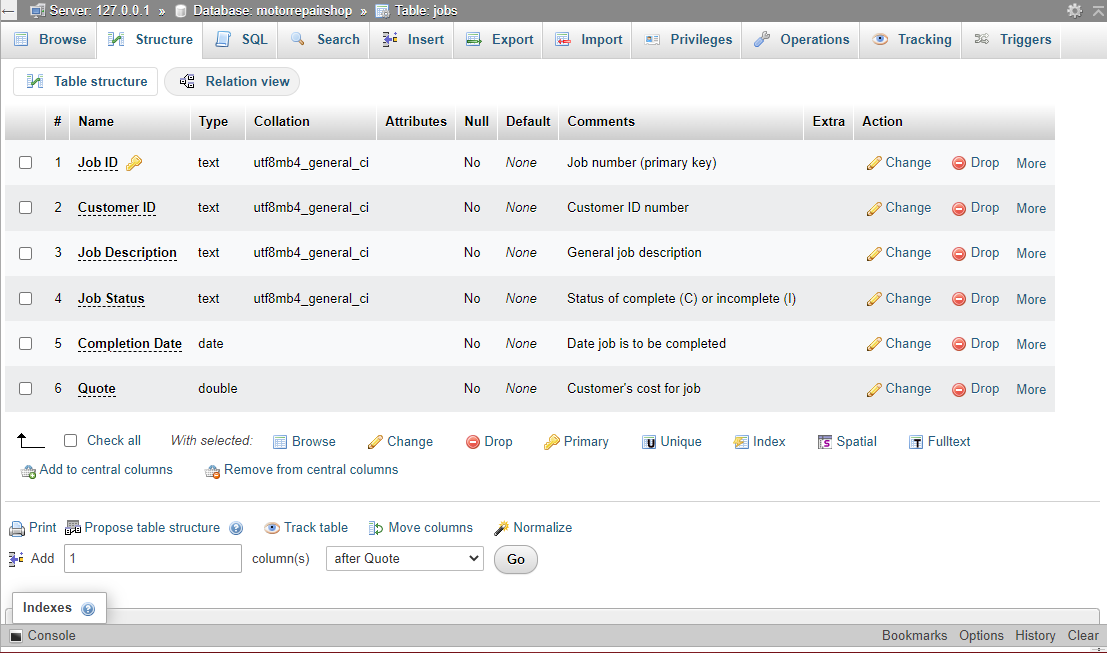 Server: 127.0.0.1 » Database: motorrepairshop » Table: jobs
Browse Structure SQL Search Insert Export Import Privileges Operations Tracking Triggers
Table structure Relation view
# Name Type Collation Attributes Null Default Comments Extra Action
1 Job ID text utf8mb4_general_ci No None Job number (primary key) Change Drop More
2 Customer ID text utf8mb4_general_ci No None Customer ID number Change Drop More
3 Job Description text utf8mb4_general_ci No None General job description Change Drop More
4 Job Status text utf8mb4_general_ci No None Status of complete (C) or incomplete (I) Change Drop More
5 Completion Date date No None Date job is to be completed Change Drop More
6 Quote double No None Customer's cost for job Change Drop More
Check all With selected: Browse Change Drop Primary Unique Index Spatial Fulltext
Add to central columns Remove from central columns
Print Propose table structure Track table Move columns Normalize
Add 1 column(s) after Quote Go
Indexes
Console Bookmarks Options History Clear